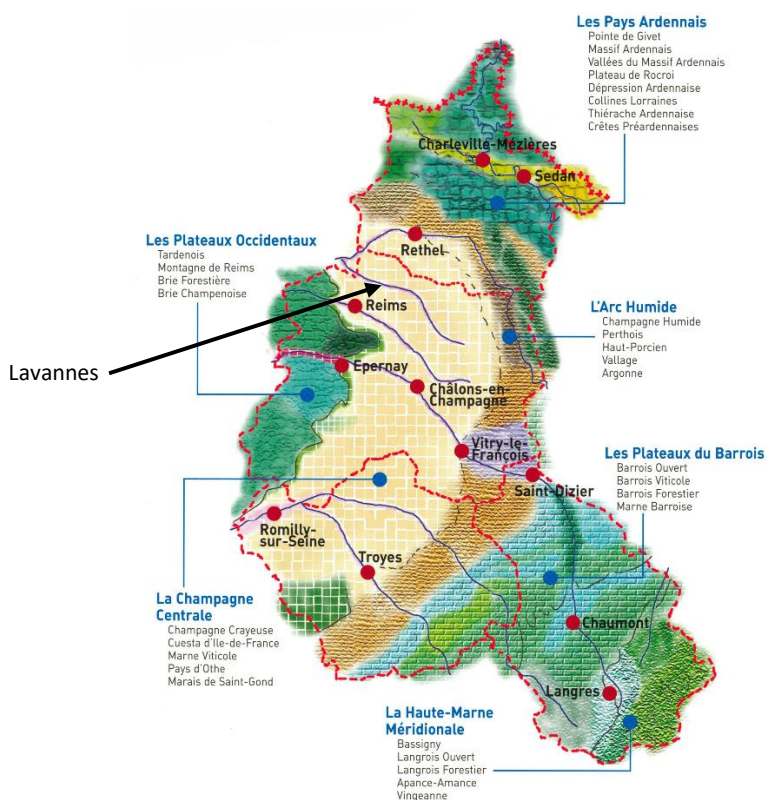 Les Pays Ardennais
Pointe de Givet
Massif Ardennais
Vallées du Massif Ardennais
Plateau de Rocroi
Dépression Ardennaise
Collines Lorraines
Thiérache Ardennaise
Crêtes Préardennaises
Charleville-Mézières
Sedan
Les Plateaux Occidentaux
Tardenois
Montagne de Reims
Brie Forestière
Brie Champenoise
Rethel
Reims
L'Arc Humide
Champagne Humide
Perthois
Haut-Porcien
Vallage
Argonne
Lavannes
Epernay
Châlons-en-
Champagne
Vitry-le-
François
Les Plateaux du Barrois
Barrois Ouvert
Barrois Viticole
Barrois Forestier
Marne Barroise
Saint-Dizier
Romilly-
sur-Seine
Troyes
La Champagne
Centrale
Champagne Crayeuse
Cuesta d'Ile-de-France
Marne Viticole
Pays d'Othe
Marais de Saint-Gond
Chaumont
Langres
La Haute-Marne
Méridionale
Bassigny
Langrois Ouvert
Langrois Forestier
Apance-Amance
Vingeanne